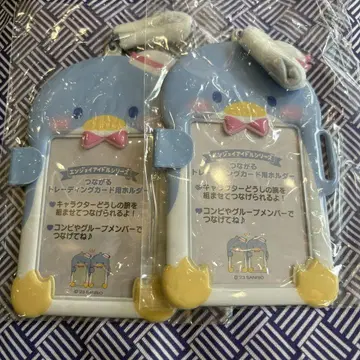 エンジョイアイドルシリーズ
つながる
トレーディングカード用ホルダー
キャラクターどうしの腕を
組ませてつなげられるよ！
コンビやグループメンバーで
つなげてね♪
エンジョイアイドルシリーズ
つながる
トレーディングカード用ホルダー
キャラクターどうしの腕を
組ませてつなげられるよ！
コンビやグループメンバーで
つなげてね♪